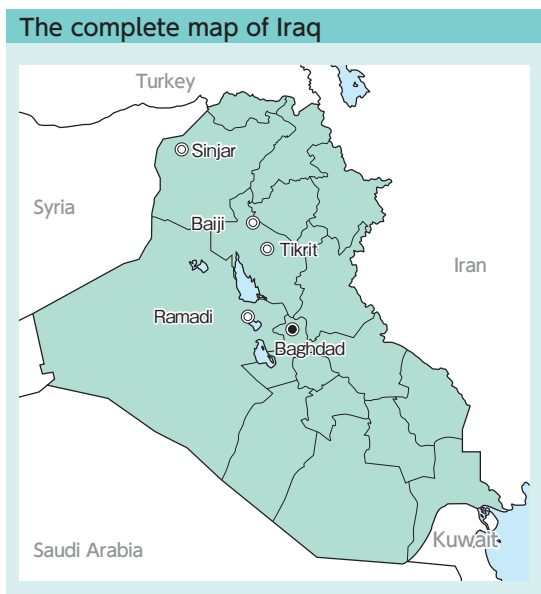 The complete map of Iraq
Turkey
Sinjar
Syria
Baiji
Tikrit
Iran
Ramadi
Baghdad
Kuwait
Saudi Arabia